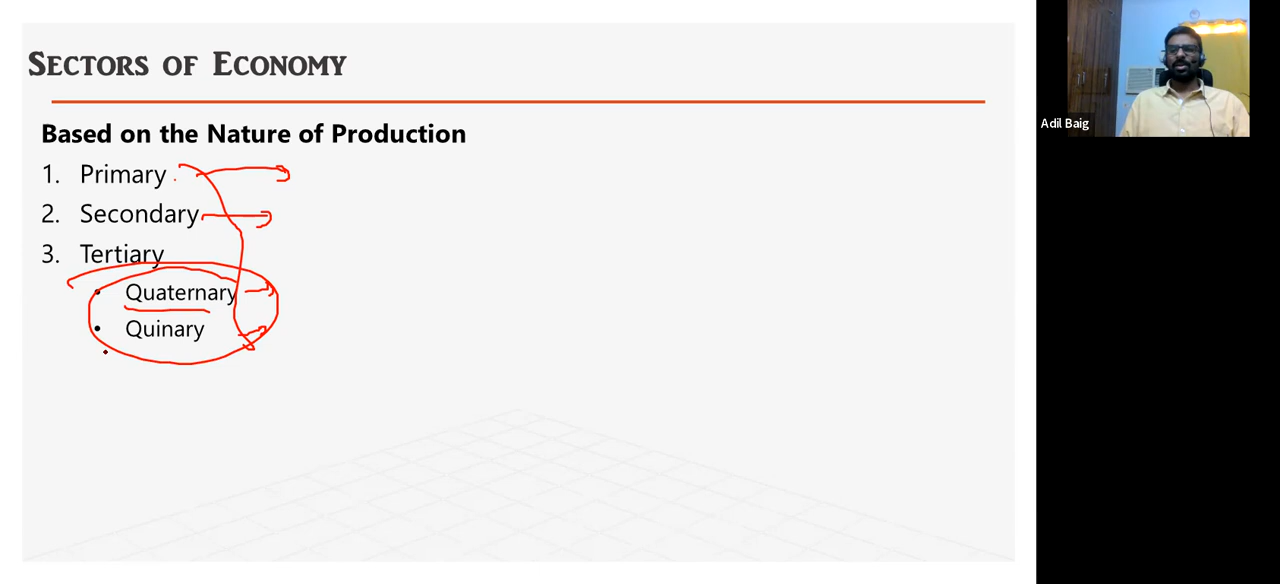 SECTORS OF ECONOMY
Based on the Nature of Production
1. Primary
2. Secondary
3. Tertiary
• Quaternary
• Quinary
Adil Baig